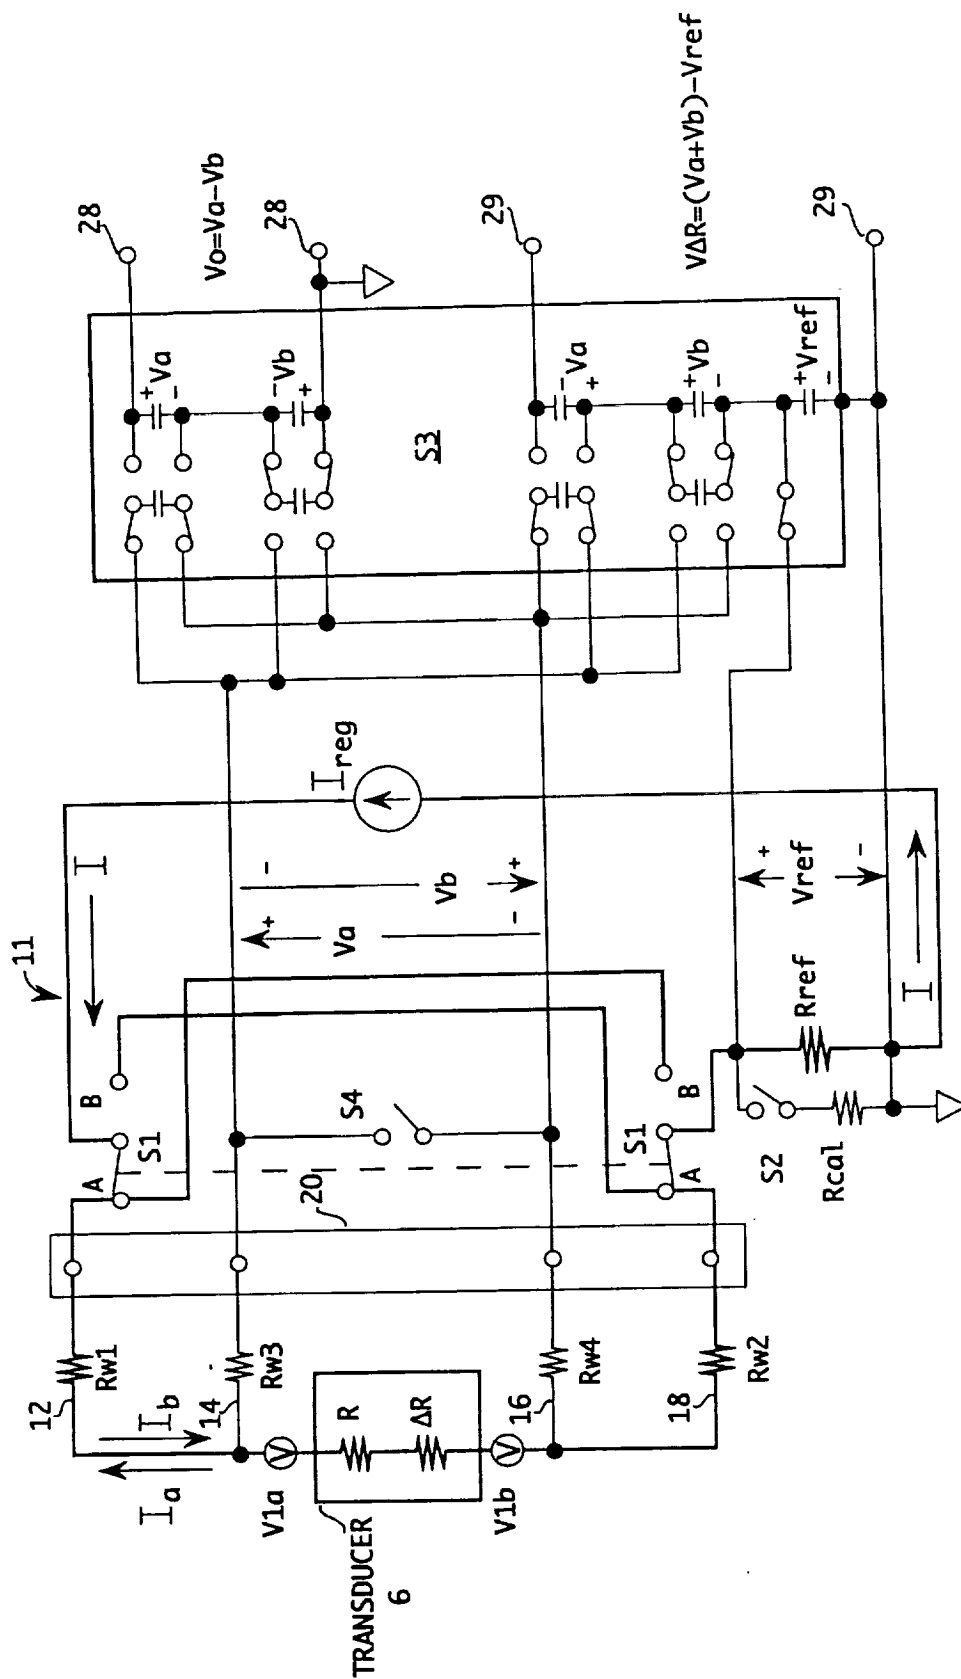 11
I
Ireg
A
S1
B
12
Rw1
Ia
Ib
20
14
Rw3
V1a
TRANSDUCER
6
R
ΔR
V1b
16
Rw4
18
Rw2
S4
+
Va
-
-
Vb
+
A
S1
B
S2
Rcal
Rref
+
Vref
-
I
28
+
Va
-
Vo=Va-Vb
-
Vb
+
28
S3
29
-
Va
+
+
Vb
-
VΔR=(Va+Vb)-Vref
+
Vref
-
29